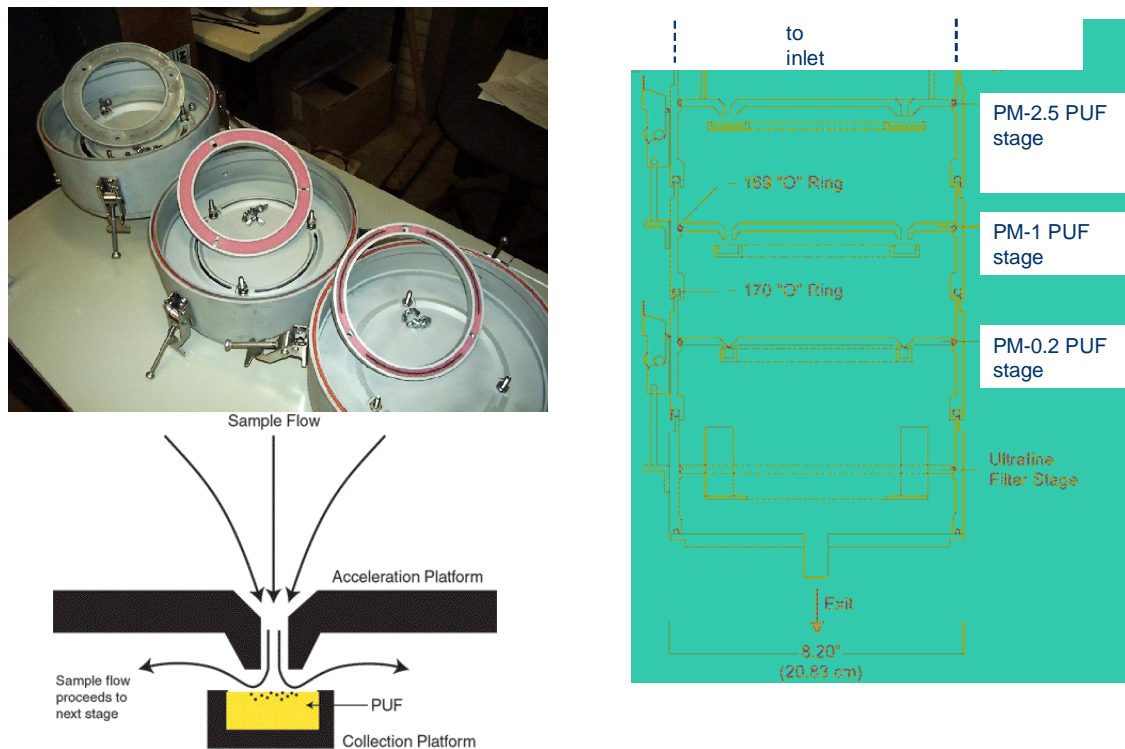 Sample Flow
Acceleration Platform
Sample flow
proceeds to
next stage
PUF
Collection Platform
to
inlet
PM-2.5 PUF
stage
169 "O" Ring
PM-1 PUF
stage
170 "O" Ring
PM-0.2 PUF
stage
Ultrafine
Filter Stage
Exit
8.20"
(20.83 cm)